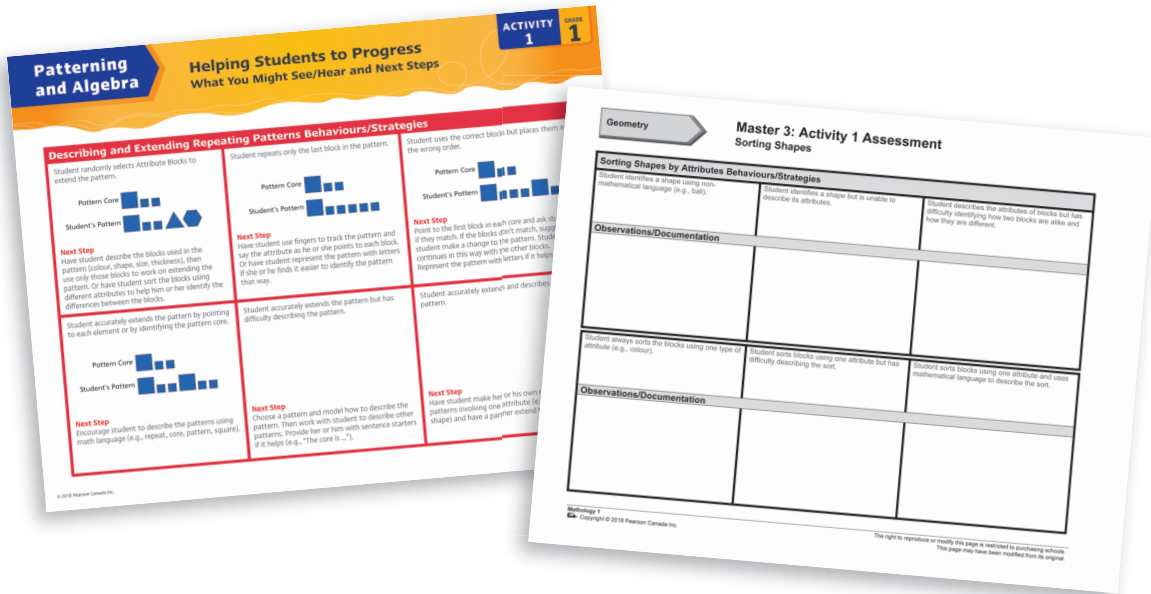 Patterning
and Algebra
Helping Students to Progress
What You Might See/Hear and Next Steps
ACTIVITY
1
GRADE
1
Describing and Extending Repeating Patterns Behaviours/Strategies
Student randomly selects Attribute Blocks to
extend the pattern.
Pattern Core
Student's Pattern
Next Step
Have student describe the blocks used in the
pattern (colour, shape, size, thickness), then
use only those blocks to work on extending the
pattern. Or have student sort the blocks using
different attributes to help him or her identify the
differences between the blocks.
Student repeats only the last block in the pattern.
Pattern Core
Student's Pattern
Next Step
Have student use fingers to track the pattern and
say the attribute as he or she points to each block.
Or have student represent the pattern with letters
if she or he finds it easier to identify the pattern
that way.
Student uses the correct blocks but places them in
the wrong order.
Pattern Core
Student's Pattern
Next Step
Point to the first block in each core and ask
if they match. If the blocks don't match,
student make a change to the pattern.
continues in this way with the other blocks.
Represent the pattern with letters if it helps
Student accurately extends the pattern by pointing
to each element or by identifying the pattern core.
Pattern Core
Student's Pattern
Next Step
Encourage student to describe the patterns using
math language (e.g., repeat, core, pattern, square).
Student accurately extends the pattern but has
difficulty describing the pattern.
Next Step
Choose a pattern and model how to describe the
pattern. Then work with student to describe other
patterns. Provide her or him with sentence starters
if it helps (e.g., "The core is ...").
Student accurately extends and describes
pattern.
Next Step
Have student make her or his own
patterns involving one attribute
shape) and have a partner extend
© 2018 Pearson Canada Inc.
Geometry
Master 3: Activity 1 Assessment
Sorting Shapes
Sorting Shapes by Attributes Behaviours/Strategies
Student identifies a shape using non-
mathematical language (e.g., ball).
Student identifies a shape but is unable to
describe its attributes.
Student describes the attributes of blocks but has
difficulty identifying how two blocks are alike and
how they are different.
Observations/Documentation
Student always sorts the blocks using one type of
attribute (e.g., colour).
Student sorts blocks using one attribute but has
difficulty describing the sort.
Student sorts blocks using one attribute and uses
mathematical language to describe the sort.
Observations/Documentation
Mathology 1
Copyright © 2018 Pearson Canada Inc.
The right to reproduce or modify this page is restricted to purchasing schools.
This page may have been modified from its original.